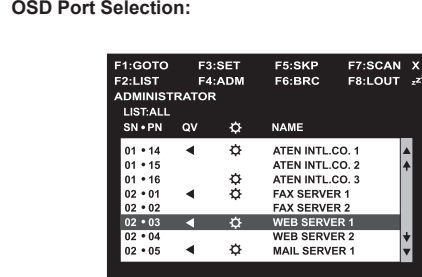 OSD Port Selection:
F1:GOTO F3:SET F5:SKP F7:SCAN X
F2:LIST F4:ADM F6:BRC F8:LOUT zZ
ADMINISTRATOR
LIST:ALL
SN•PN QV NAME
01•14 ATEN INTL.CO. 1
01•15 ATEN INTL.CO. 2
01•16 ATEN INTL.CO. 3
02•01 FAX SERVER 1
02•02 FAX SERVER 2
02•03 WEB SERVER 1
02•04 WEB SERVER 2
02•05 MAIL SERVER 1